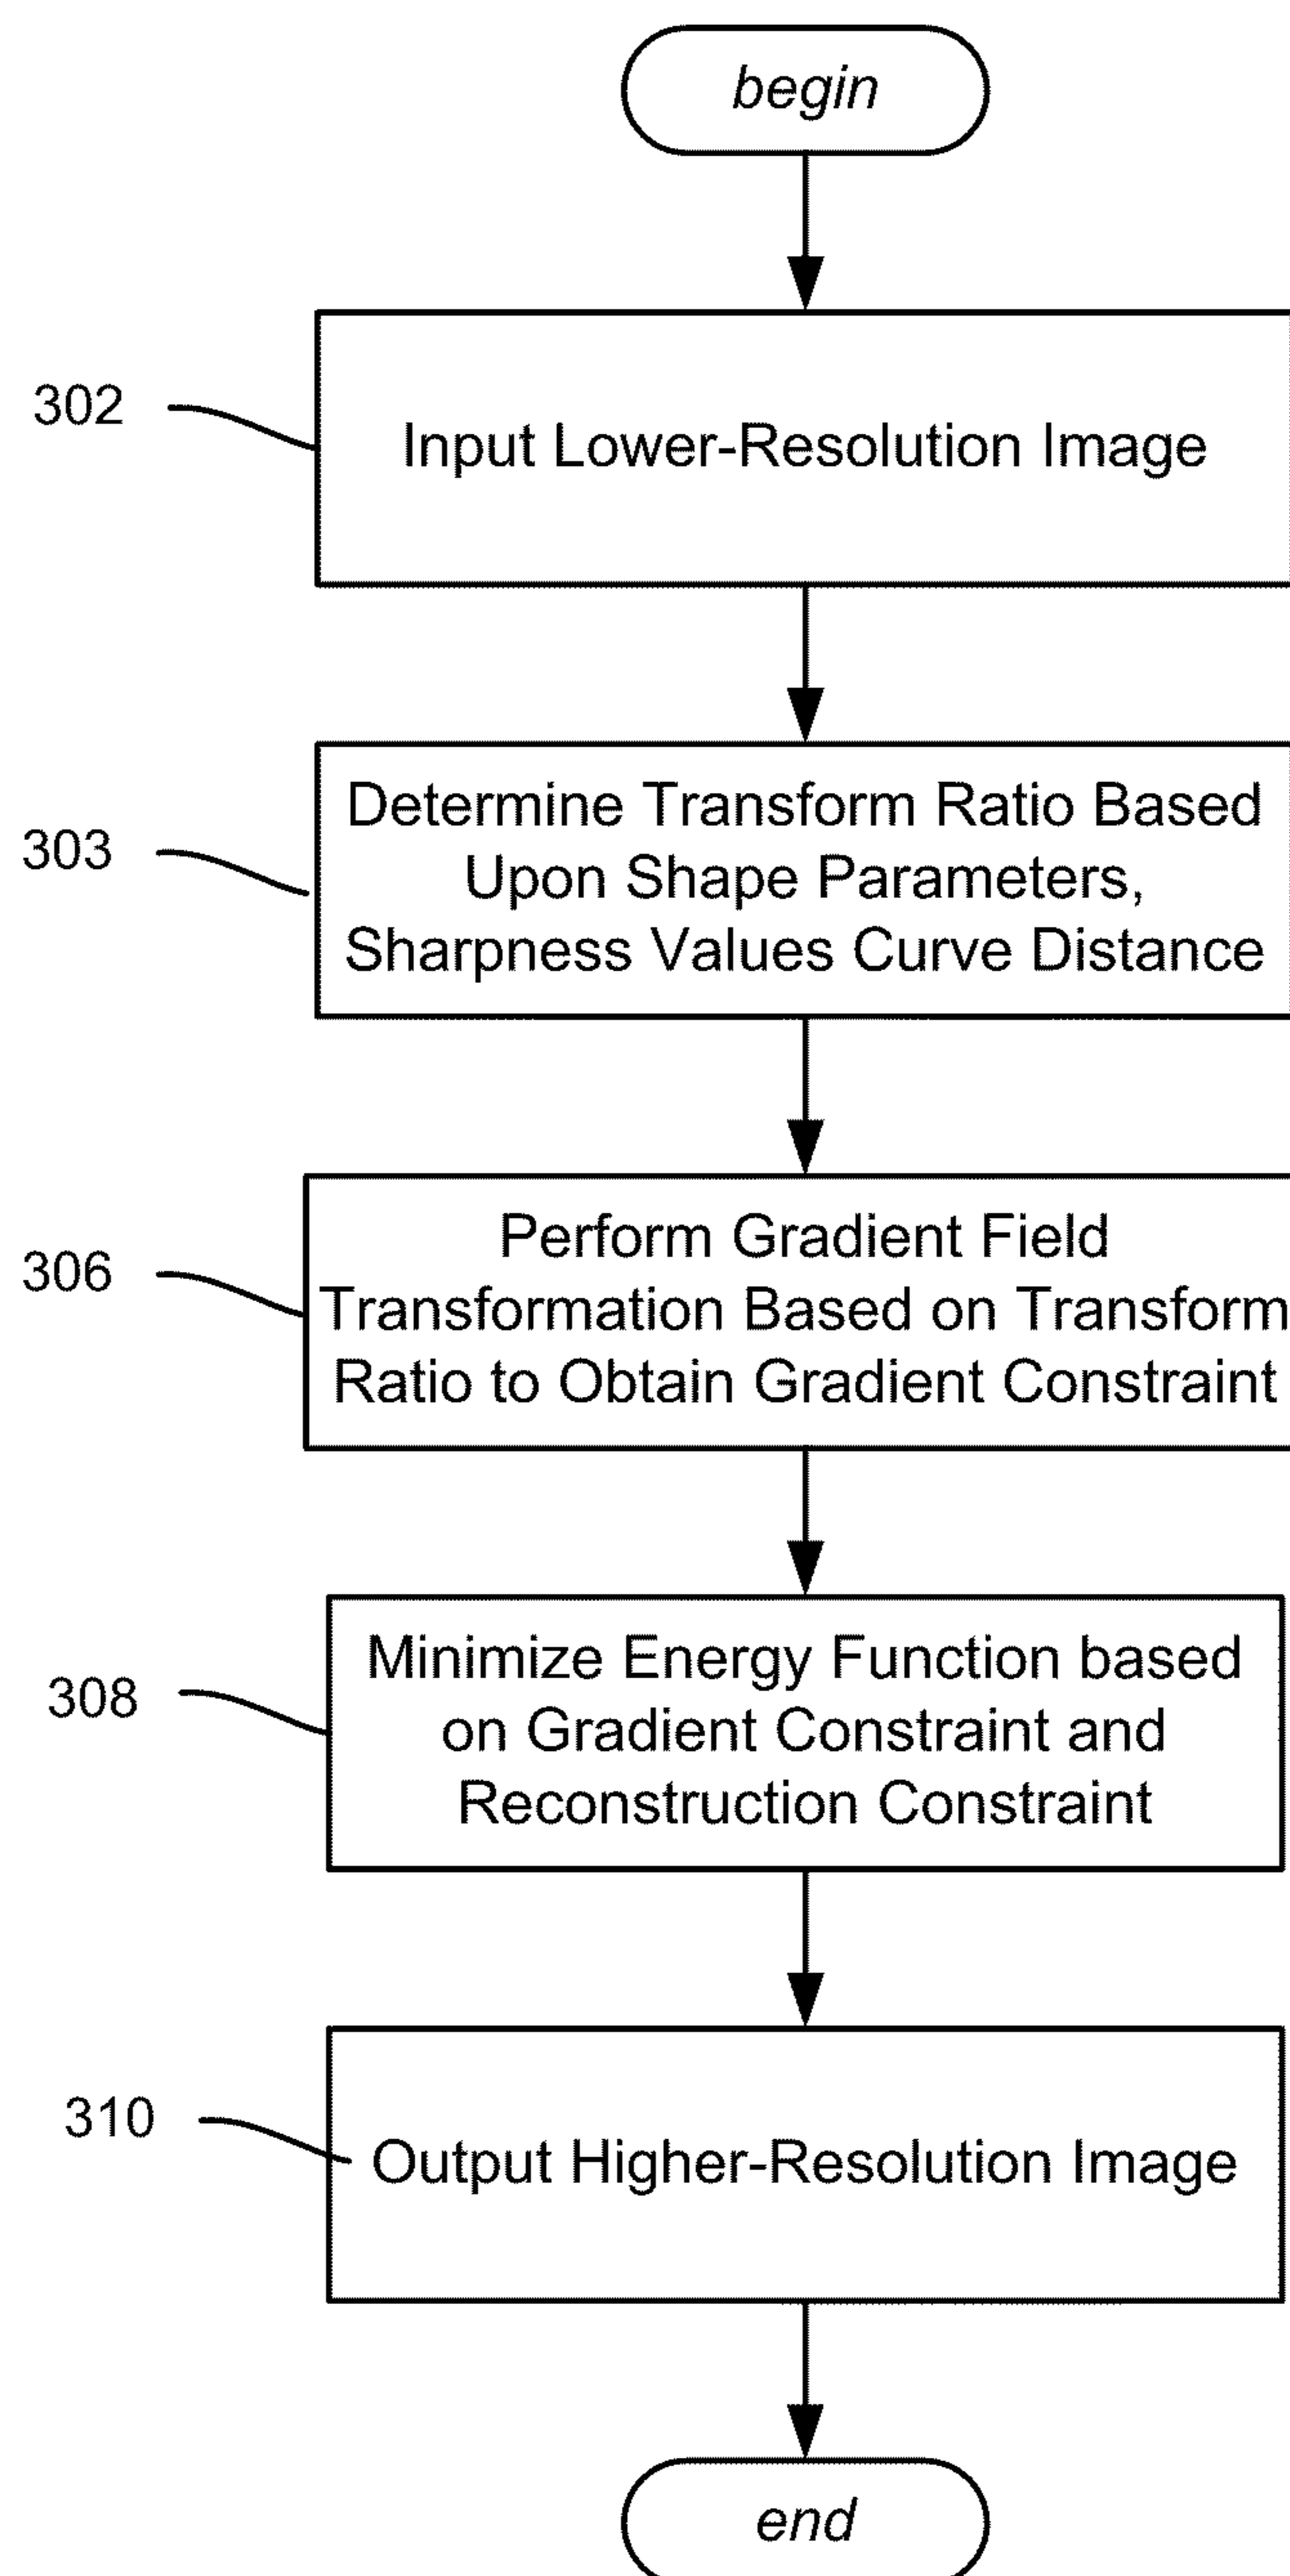 begin
302
Input Lower-Resolution Image
303
Determine Transform Ratio Based
Upon Shape Parameters,
Sharpness Values Curve Distance
306
Perform Gradient Field
Transformation Based on Transform
Ratio to Obtain Gradient Constraint
308
Minimize Energy Function based
on Gradient Constraint and
Reconstruction Constraint
310
Output Higher-Resolution Image
end